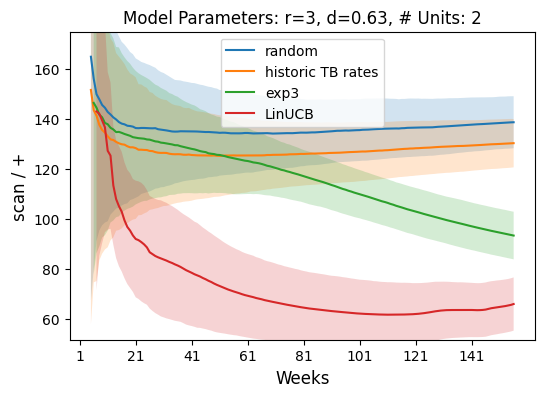 Model Parameters: r=3, d=0.63, # Units: 2
random
historic TB rates
exp3
LinUCB
scan / +
160
140
120
100
80
60
1 21 41 61 81 101 121 141
Weeks